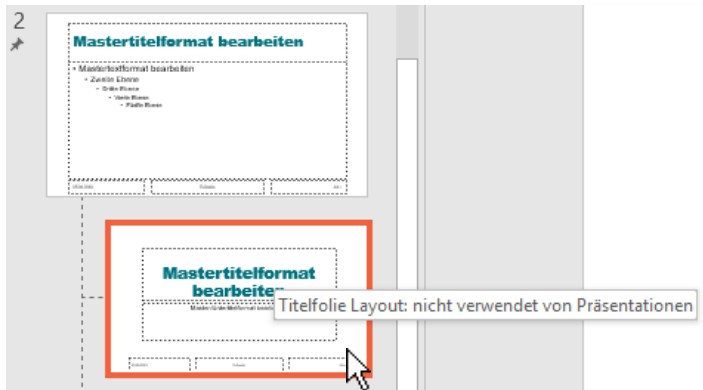 2
Mastertitelformat bearbeiten
• Mastertextformat bearbeiten
• Zweite Ebene
• Dritte Ebene
• Vierte Ebene
• Fünfte Ebene
Mastertitelformat
bearbeiten
Titelfolie Layout: nicht verwendet von Präsentationen